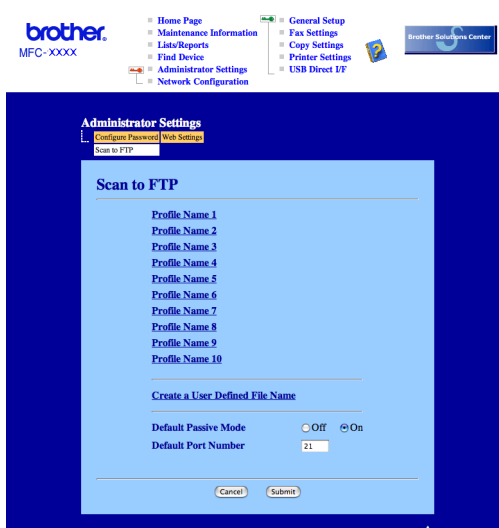 brother.
MFC-XXXX
Home Page
Maintenance Information
Lists/Reports
Find Device
Administrator Settings
Network Configuration
General Setup
Fax Settings
Copy Settings
Printer Settings
USB Direct I/F
Brother Solutions Center
Administrator Settings
Configure Password Web Settings
Scan to FTP
Scan to FTP
Profile Name 1
Profile Name 2
Profile Name 3
Profile Name 4
Profile Name 5
Profile Name 6
Profile Name 7
Profile Name 8
Profile Name 9
Profile Name 10
Create a User Defined File Name
Default Passive Mode Off On
Default Port Number 21
Cancel Submit